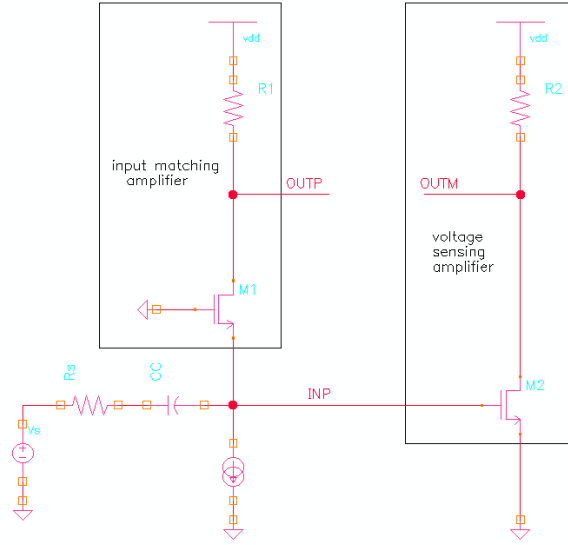 vdd
vdd
R1
R2
input matching
amplifier
OUTP
OUTM
voltage
sensing
amplifier
M1
Rs
CC
INP
M2
Vs